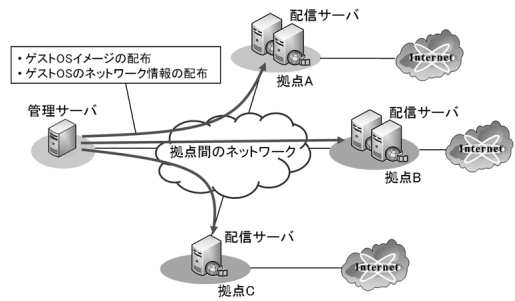 配信サーバ
・ゲストOSイメージの配布
・ゲストOSのネットワーク情報の配布
Internet
拠点A
管理サーバ
配信サーバ
拠点間のネットワーク
Internet
拠点B
配信サーバ
Internet
拠点C